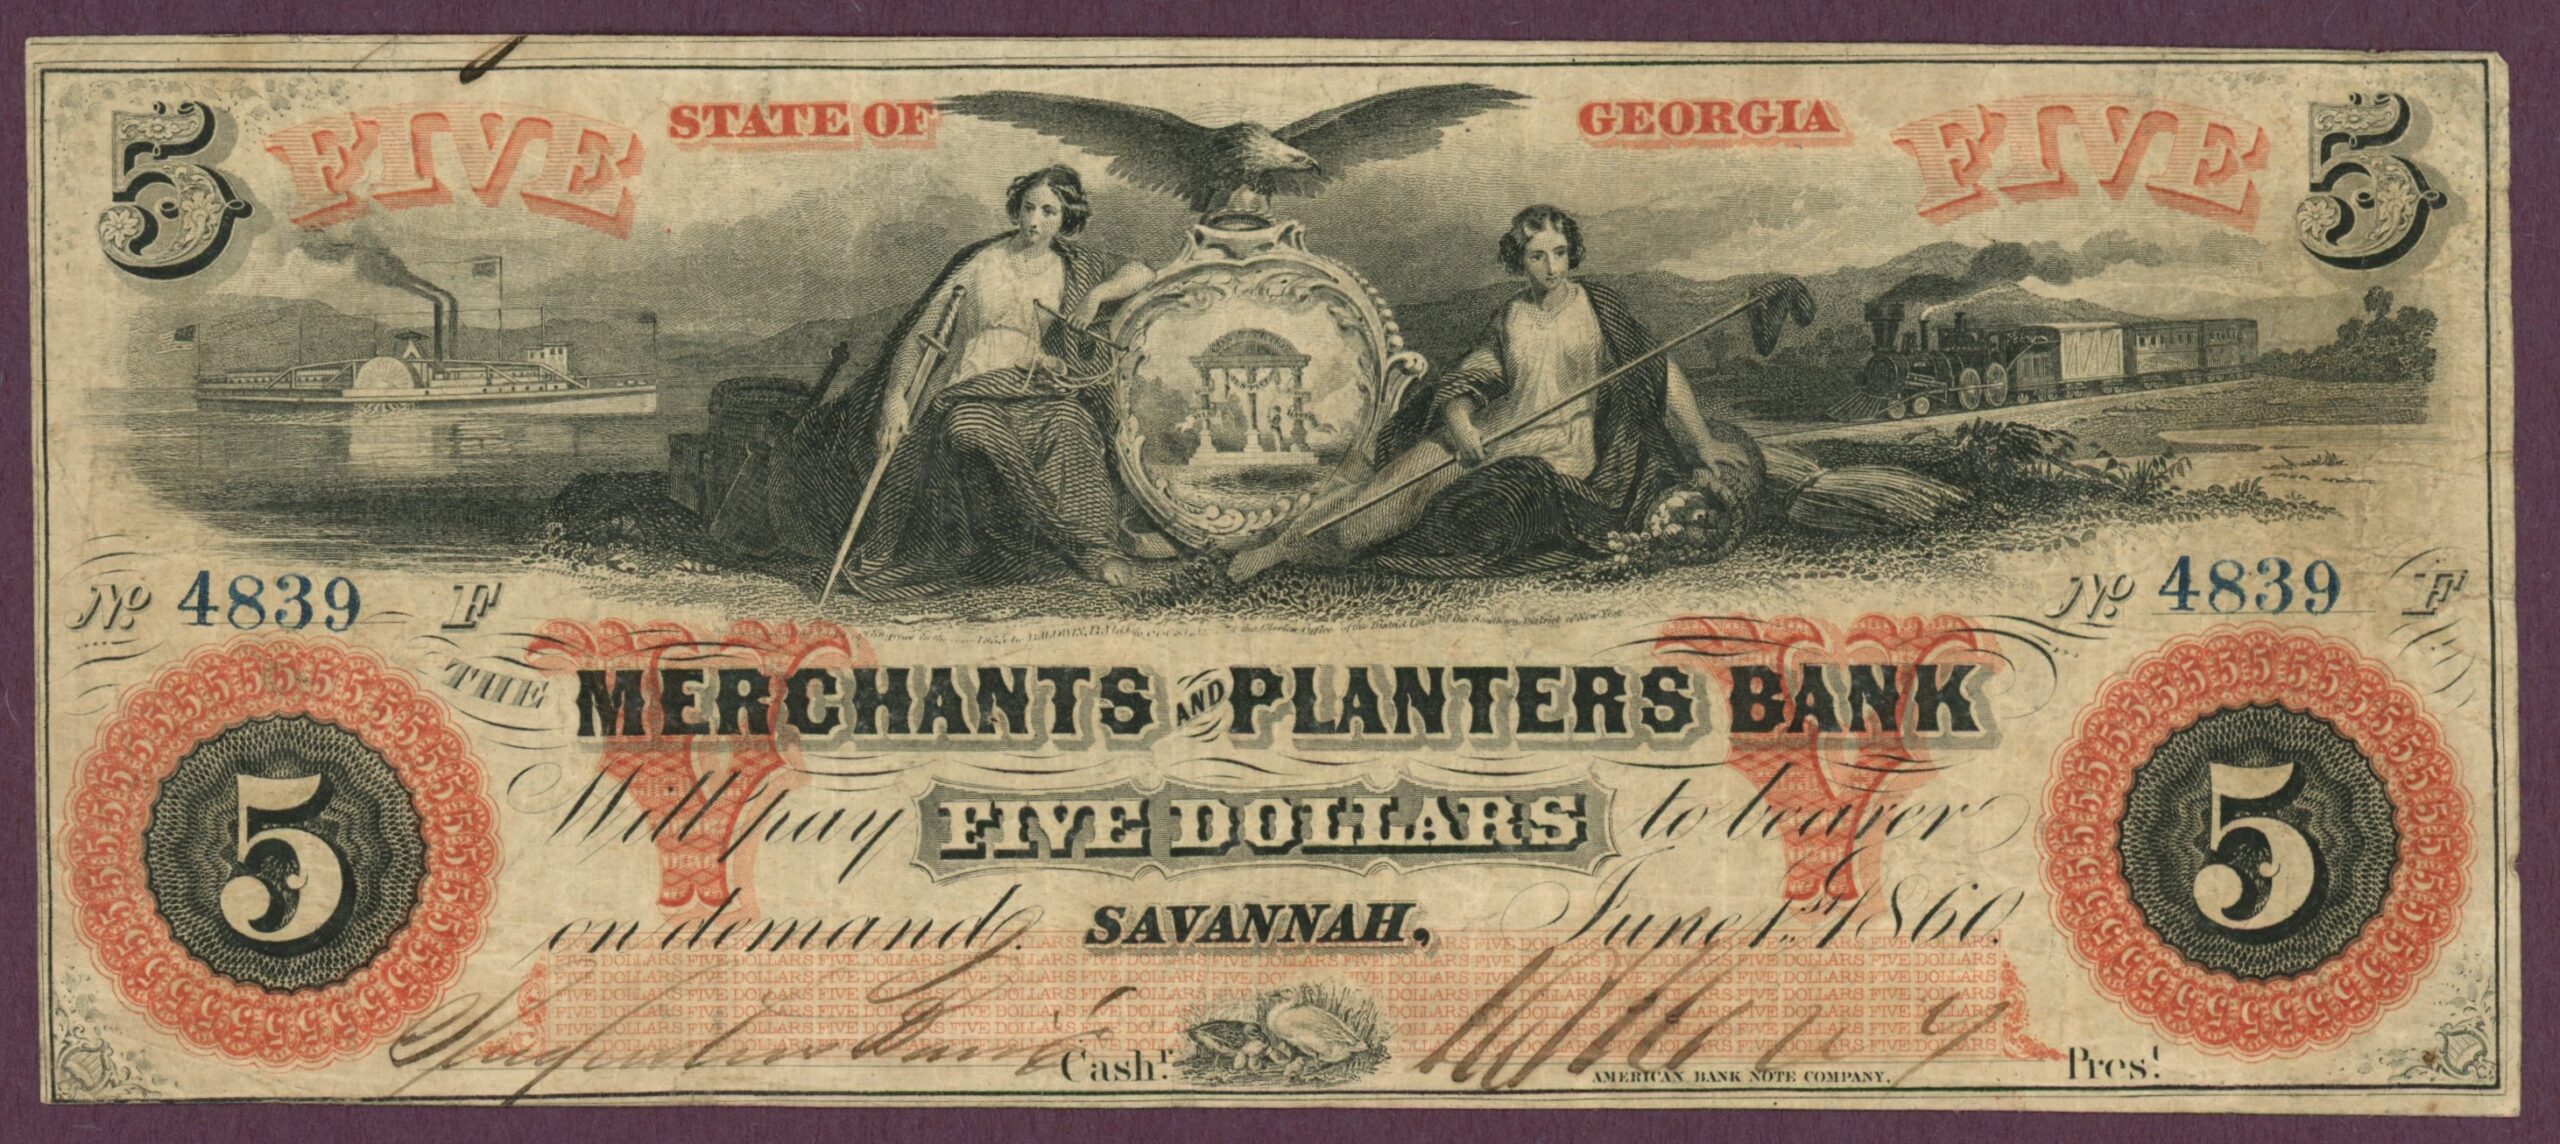 5 FIVE STATE OF GEORGIA FIVE 5
No 4839 F No 4839 F
THE MERCHANTS AND PLANTERS BANK
Will pay FIVE DOLLARS to bearer
on demand. SAVANNAH, June 1st 1860.
5 5
V V
FIVE DOLLARS FIVE DOLLARS FIVE DOLLARS
Cash.r Pres.t
AMERICAN BANK NOTE COMPANY.